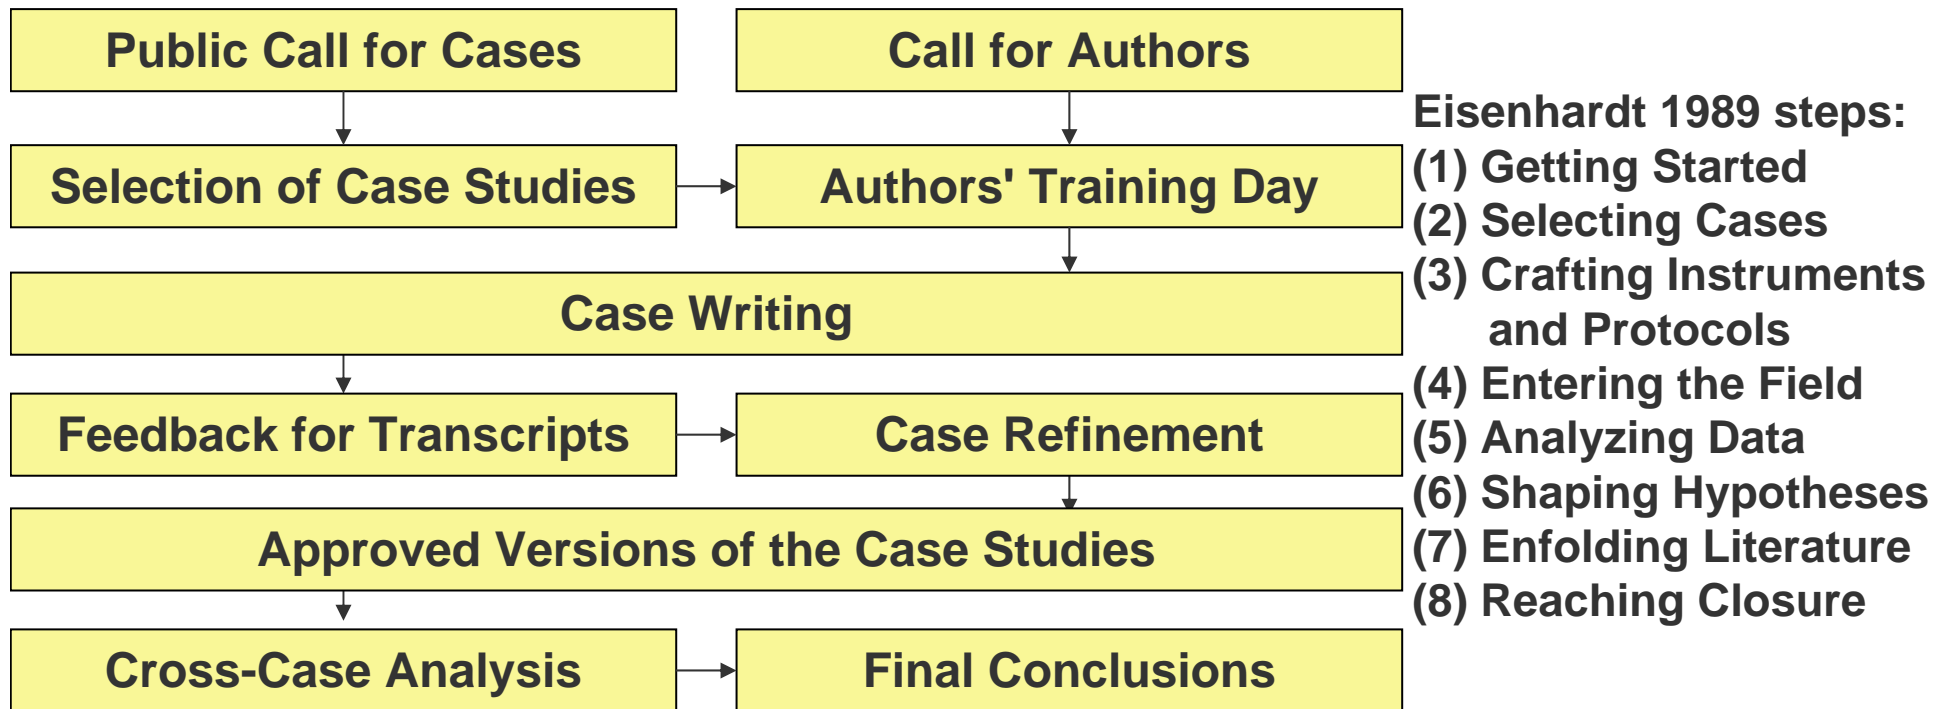 Public Call for Cases
Call for Authors
Selection of Case Studies
Authors' Training Day
Case Writing
Feedback for Transcripts
Case Refinement
Approved Versions of the Case Studies
Cross-Case Analysis
Final Conclusions
Eisenhardt 1989 steps:
(1) Getting Started
(2) Selecting Cases
(3) Crafting Instruments
and Protocols
(4) Entering the Field
(5) Analyzing Data
(6) Shaping Hypotheses
(7) Enfolding Literature
(8) Reaching Closure